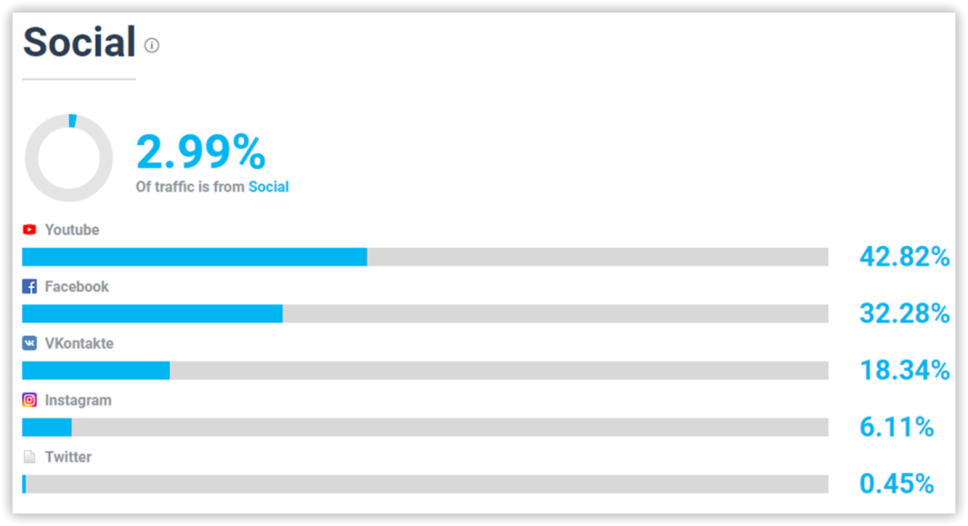 Social
2.99%
Of traffic is from Social
Youtube
42.82%
Facebook
32.28%
VKontakte
18.34%
Instagram
6.11%
Twitter
0.45%